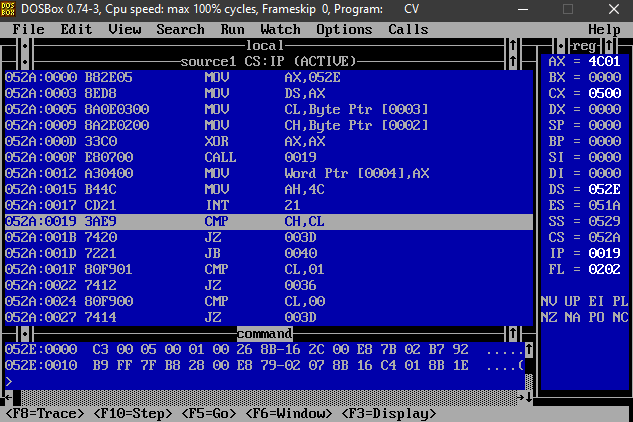 DOSBox 0.74-3, Cpu speed: max 100% cycles, Frameskip 0, Program: CV
File Edit View Search Run Watch Options Calls Help
local
source1 CS:IP (ACTIVE)
052A:0000 B82E05 MOV AX,052E
052A:0003 8ED8 MOV DS,AX
052A:0005 8A0E0300 MOV CL,Byte Ptr [0003]
052A:0009 8A2E0200 MOV CH,Byte Ptr [0002]
052A:000D 33C0 XOR AX,AX
052A:000F E80700 CALL 0019
052A:0012 A30400 MOV Word Ptr [0004],AX
052A:0015 B44C MOV AH,4C
052A:0017 CD21 INT 21
052A:0019 3AE9 CMP CH,CL
052A:001B 7420 JZ 003D
052A:001D 7221 JB 0040
052A:001F 80F901 CMP CL,01
052A:0022 7412 JZ 0036
052A:0024 80F900 CMP CL,00
052A:0027 7414 JZ 003D
command
052E:0000 C3 00 05 00 01 00 26 8B-16 2C 00 E8 7B 02 B7 92 .....
052E:0010 B9 FF 7F B8 28 00 E8 79-02 07 8B 16 C4 01 8B 1E ....(
>
reg
AX = 4C01
BX = 0000
CX = 0500
DX = 0000
SP = 0000
BP = 0000
SI = 0000
DI = 0000
DS = 052E
ES = 051A
SS = 0529
CS = 052A
IP = 0019
FL = 0202
NV UP EI PL
NZ NA PO NC
<F8=Trace> <F10=Step> <F5=Go> <F6=Window> <F3=Display>